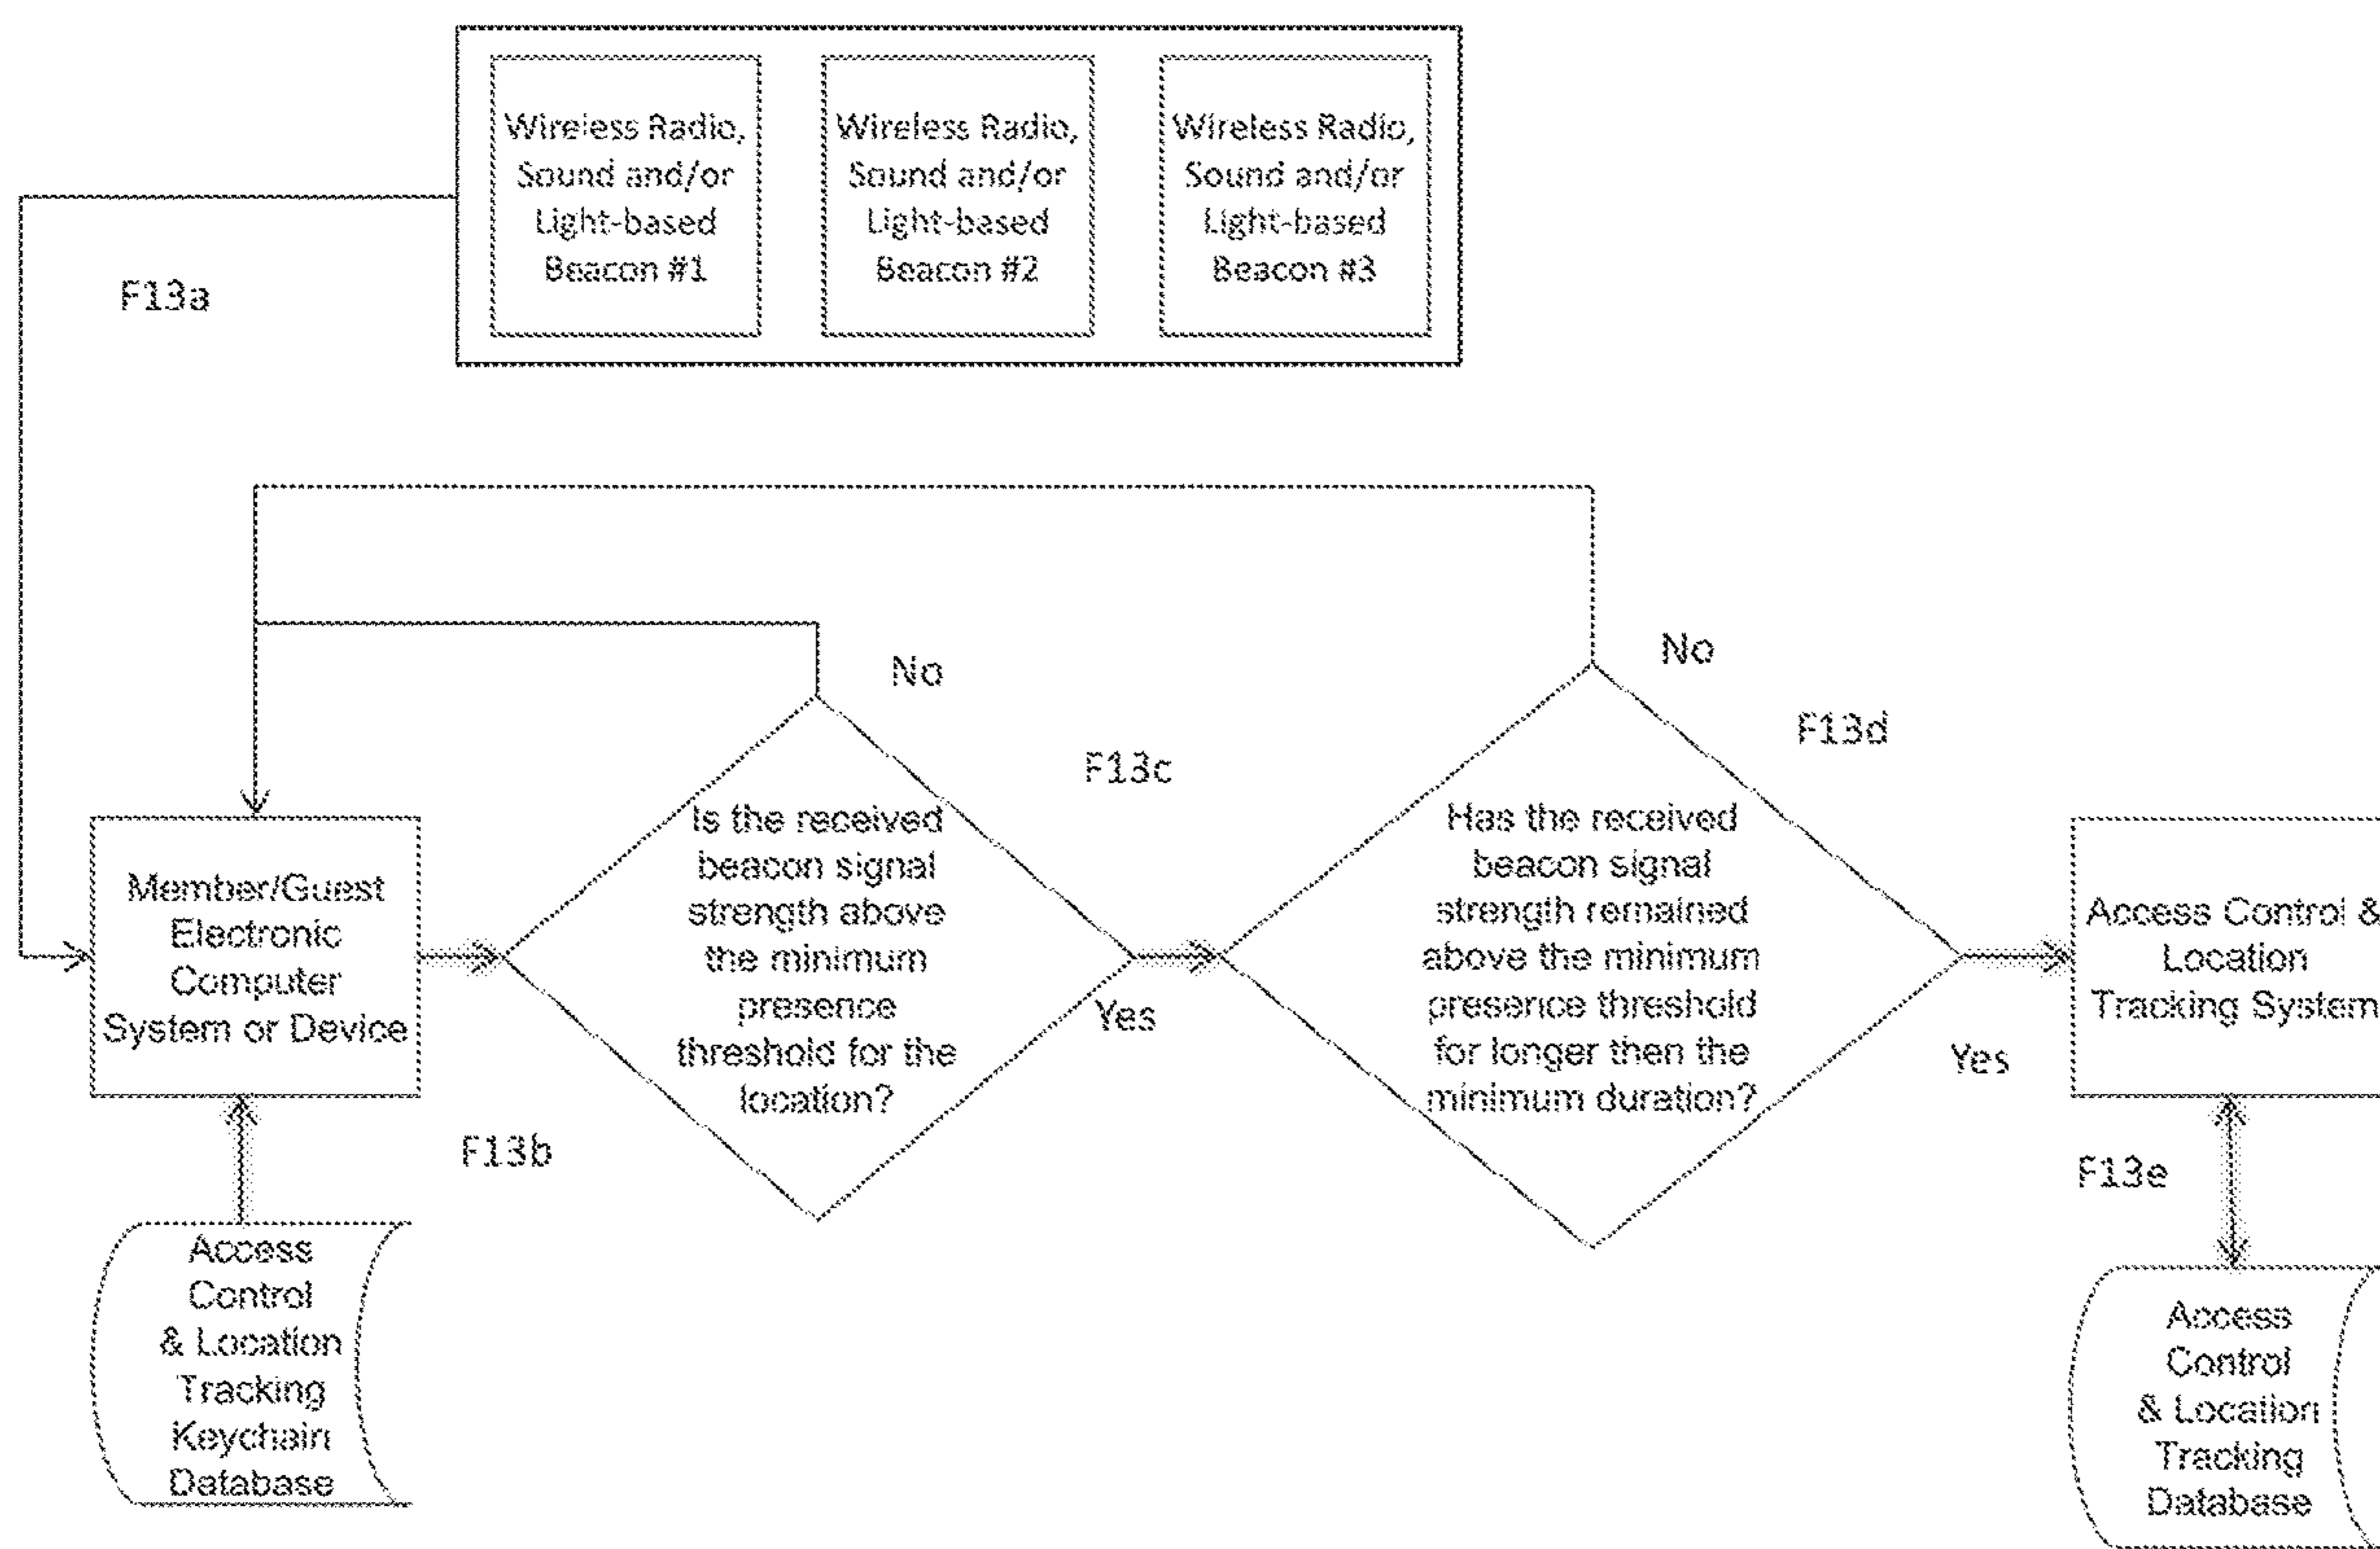 Wireless Radio,
Sound and/or
Light-based
Beacon #1
Wireless Radio,
Sound and/or
Light-based
Beacon #2
Wireless Radio,
Sound and/or
Light-based
Beacon #3
F13a
No
No
F13d
F13c
Member/Guest
Electronic
Computer
System or Device
Is the received
beacon signal
strength above
the minimum
presence
threshold for the
location?
Yes
Has the received
beacon signal
strength remained
above the minimum
presence threshold
for longer then the
minimum duration?
Yes
Access Control &
Location
Tracking System
F13b
F13e
Access
Control
& Location
Tracking
Keychain
Database
Access
Control
& Location
Tracking
Database